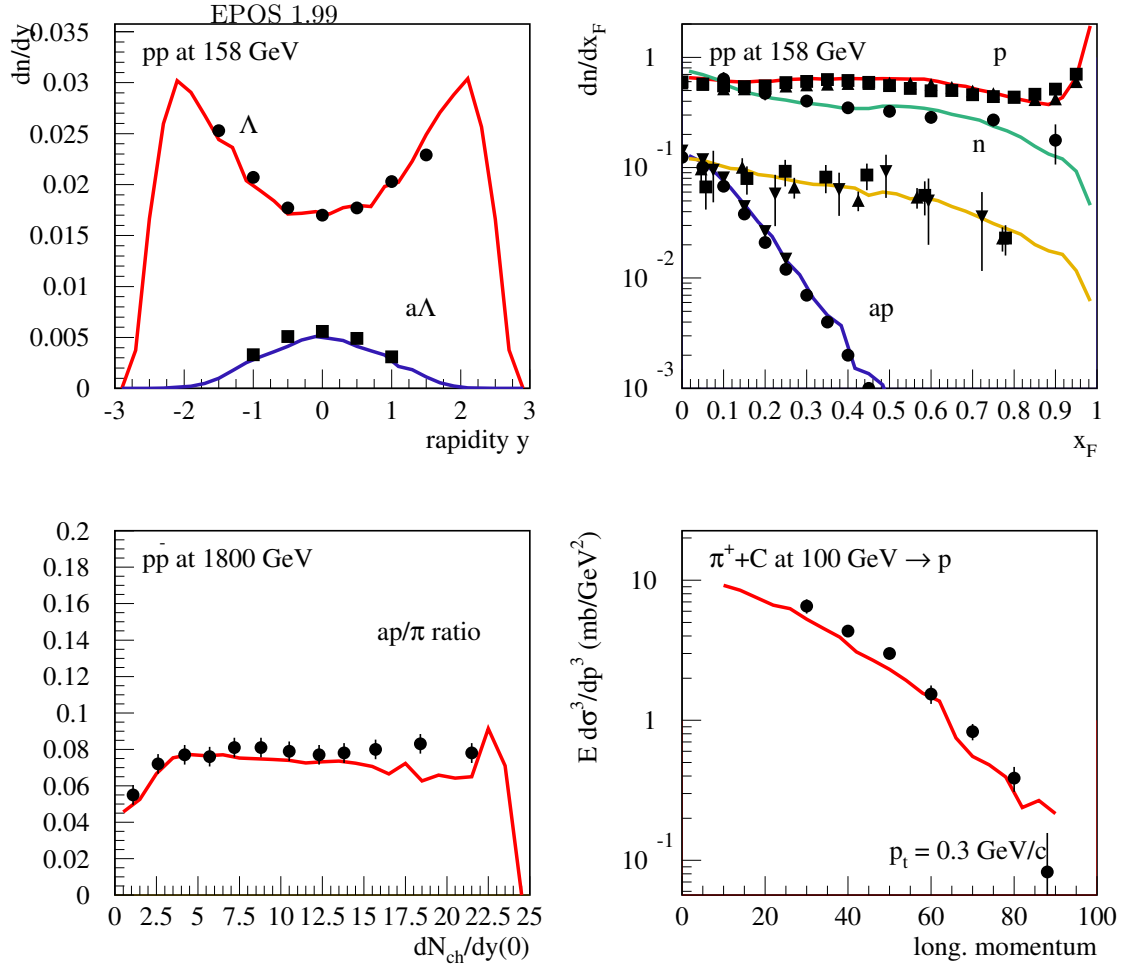 EPOS 1.99
dn/dy
0.035
0.03
0.025
0.02
0.015
0.01
0.005
0
pp at 158 GeV
Λ
aΛ
-3 -2 -1 0 1 2 3
rapidity y
dn/dx_F
1
10^-1
10^-2
10^-3
pp at 158 GeV
p
n
ap
0 0.1 0.2 0.3 0.4 0.5 0.6 0.7 0.8 0.9 1
x_F
0.2
0.18
0.16
0.14
0.12
0.1
0.08
0.06
0.04
0.02
0
pp̄ at 1800 GeV
ap/π ratio
0 2.5 5 7.5 10 12.5 15 17.5 20 22.5 25
dN_ch/dy(0)
E dσ^3/dp^3 (mb/GeV^2)
10
1
10^-1
π^+ +C at 100 GeV → p
p_t = 0.3 GeV/c
0 20 40 60 80 100
long. momentum